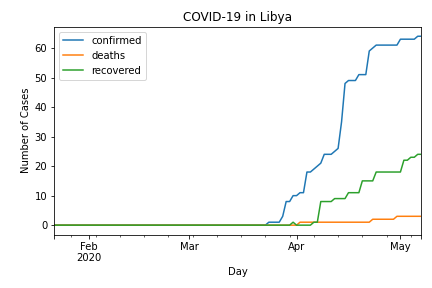 COVID-19 in Libya
confirmed
deaths
recovered
Number of Cases
60
50
40
30
20
10
0
Feb
2020
Mar
Apr
May
Day